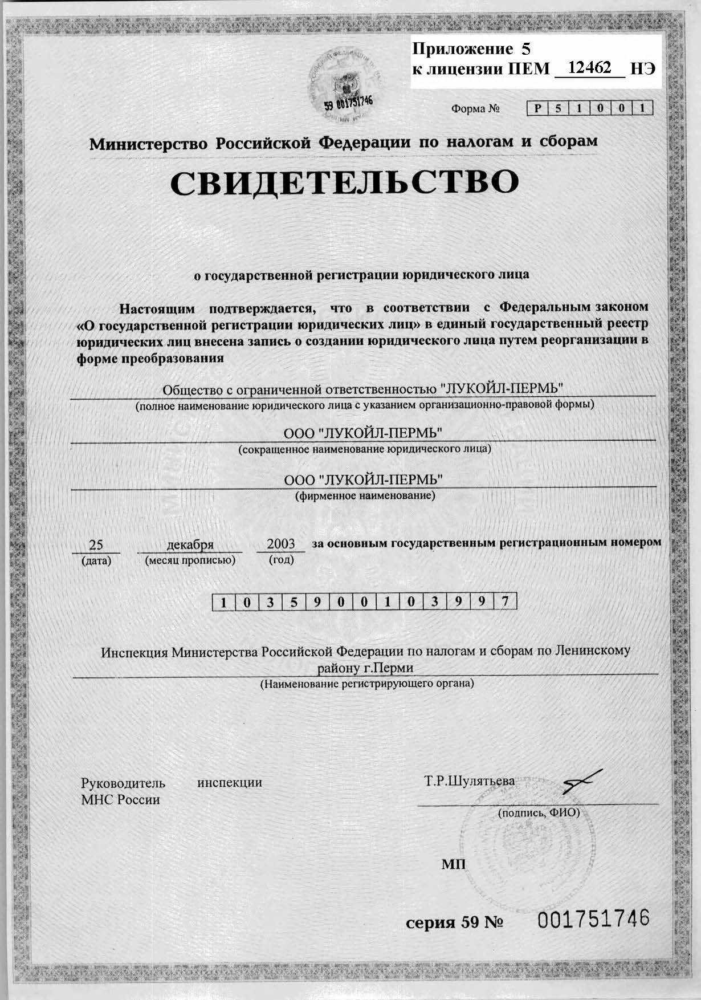 Приложение 5
к лицензии ПЕМ 12462 НЭ
59 001751746
Форма № Р 5 1 0 0 1
Министерство Российской Федерации по налогам и сборам
СВИДЕТЕЛЬСТВО
о государственной регистрации юридического лица
Настоящим подтверждается, что в соответствии с Федеральным законом
«О государственной регистрации юридических лиц» в единый государственный реестр
юридических лиц внесена запись о создании юридического лица путем реорганизации в
форме преобразования
Общество с ограниченной ответственностью "ЛУКОЙЛ-ПЕРМЬ"
(полное наименование юридического лица с указанием организационно-правовой формы)
ООО "ЛУКОЙЛ-ПЕРМЬ"
(сокращенное наименование юридического лица)
ООО "ЛУКОЙЛ-ПЕРМЬ"
(фирменное наименование)
25 декабря 2003 за основным государственным регистрационным номером
(дата) (месяц прописью) (год)
1 0 3 5 9 0 0 1 0 3 9 9 7
Инспекция Министерства Российской Федерации по налогам и сборам по Ленинскому
району г.Перми
(Наименование регистрирующего органа)
Руководитель инспекции Т.Р.Шулятьева
МНС России
(подпись, ФИО)
МП
серия 59 № 001751746